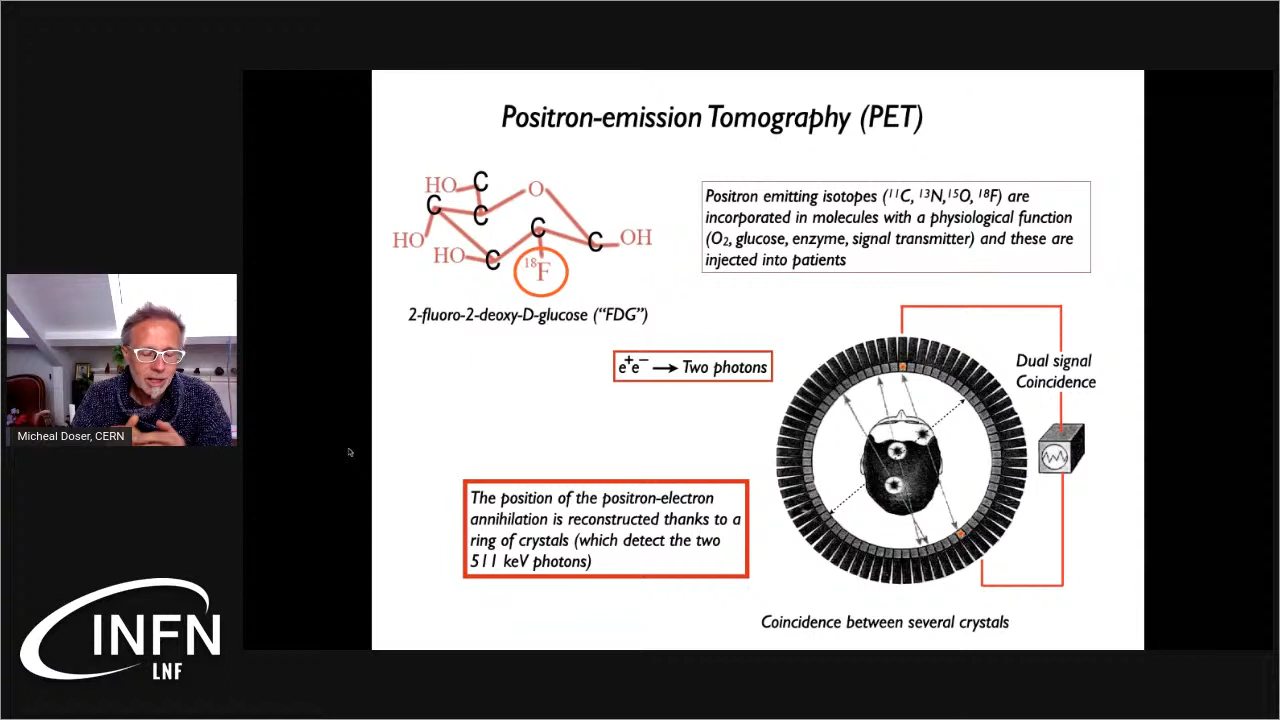 Positron-emission Tomography (PET)
HO
C
O
C
C
HO
C
C
OH
HO
C
18F
2-fluoro-2-deoxy-D-glucose (“FDG”)
Positron emitting isotopes (11C, 13N,15O, 18F) are
incorporated in molecules with a physiological function
(O2, glucose, enzyme, signal transmitter) and these are
injected into patients
e+e− → Two photons
Dual signal
Coincidence
The position of the positron-electron
annihilation is reconstructed thanks to a
ring of crystals (which detect the two
511 keV photons)
Coincidence between several crystals
Micheal Doser, CERN
INFN
LNF